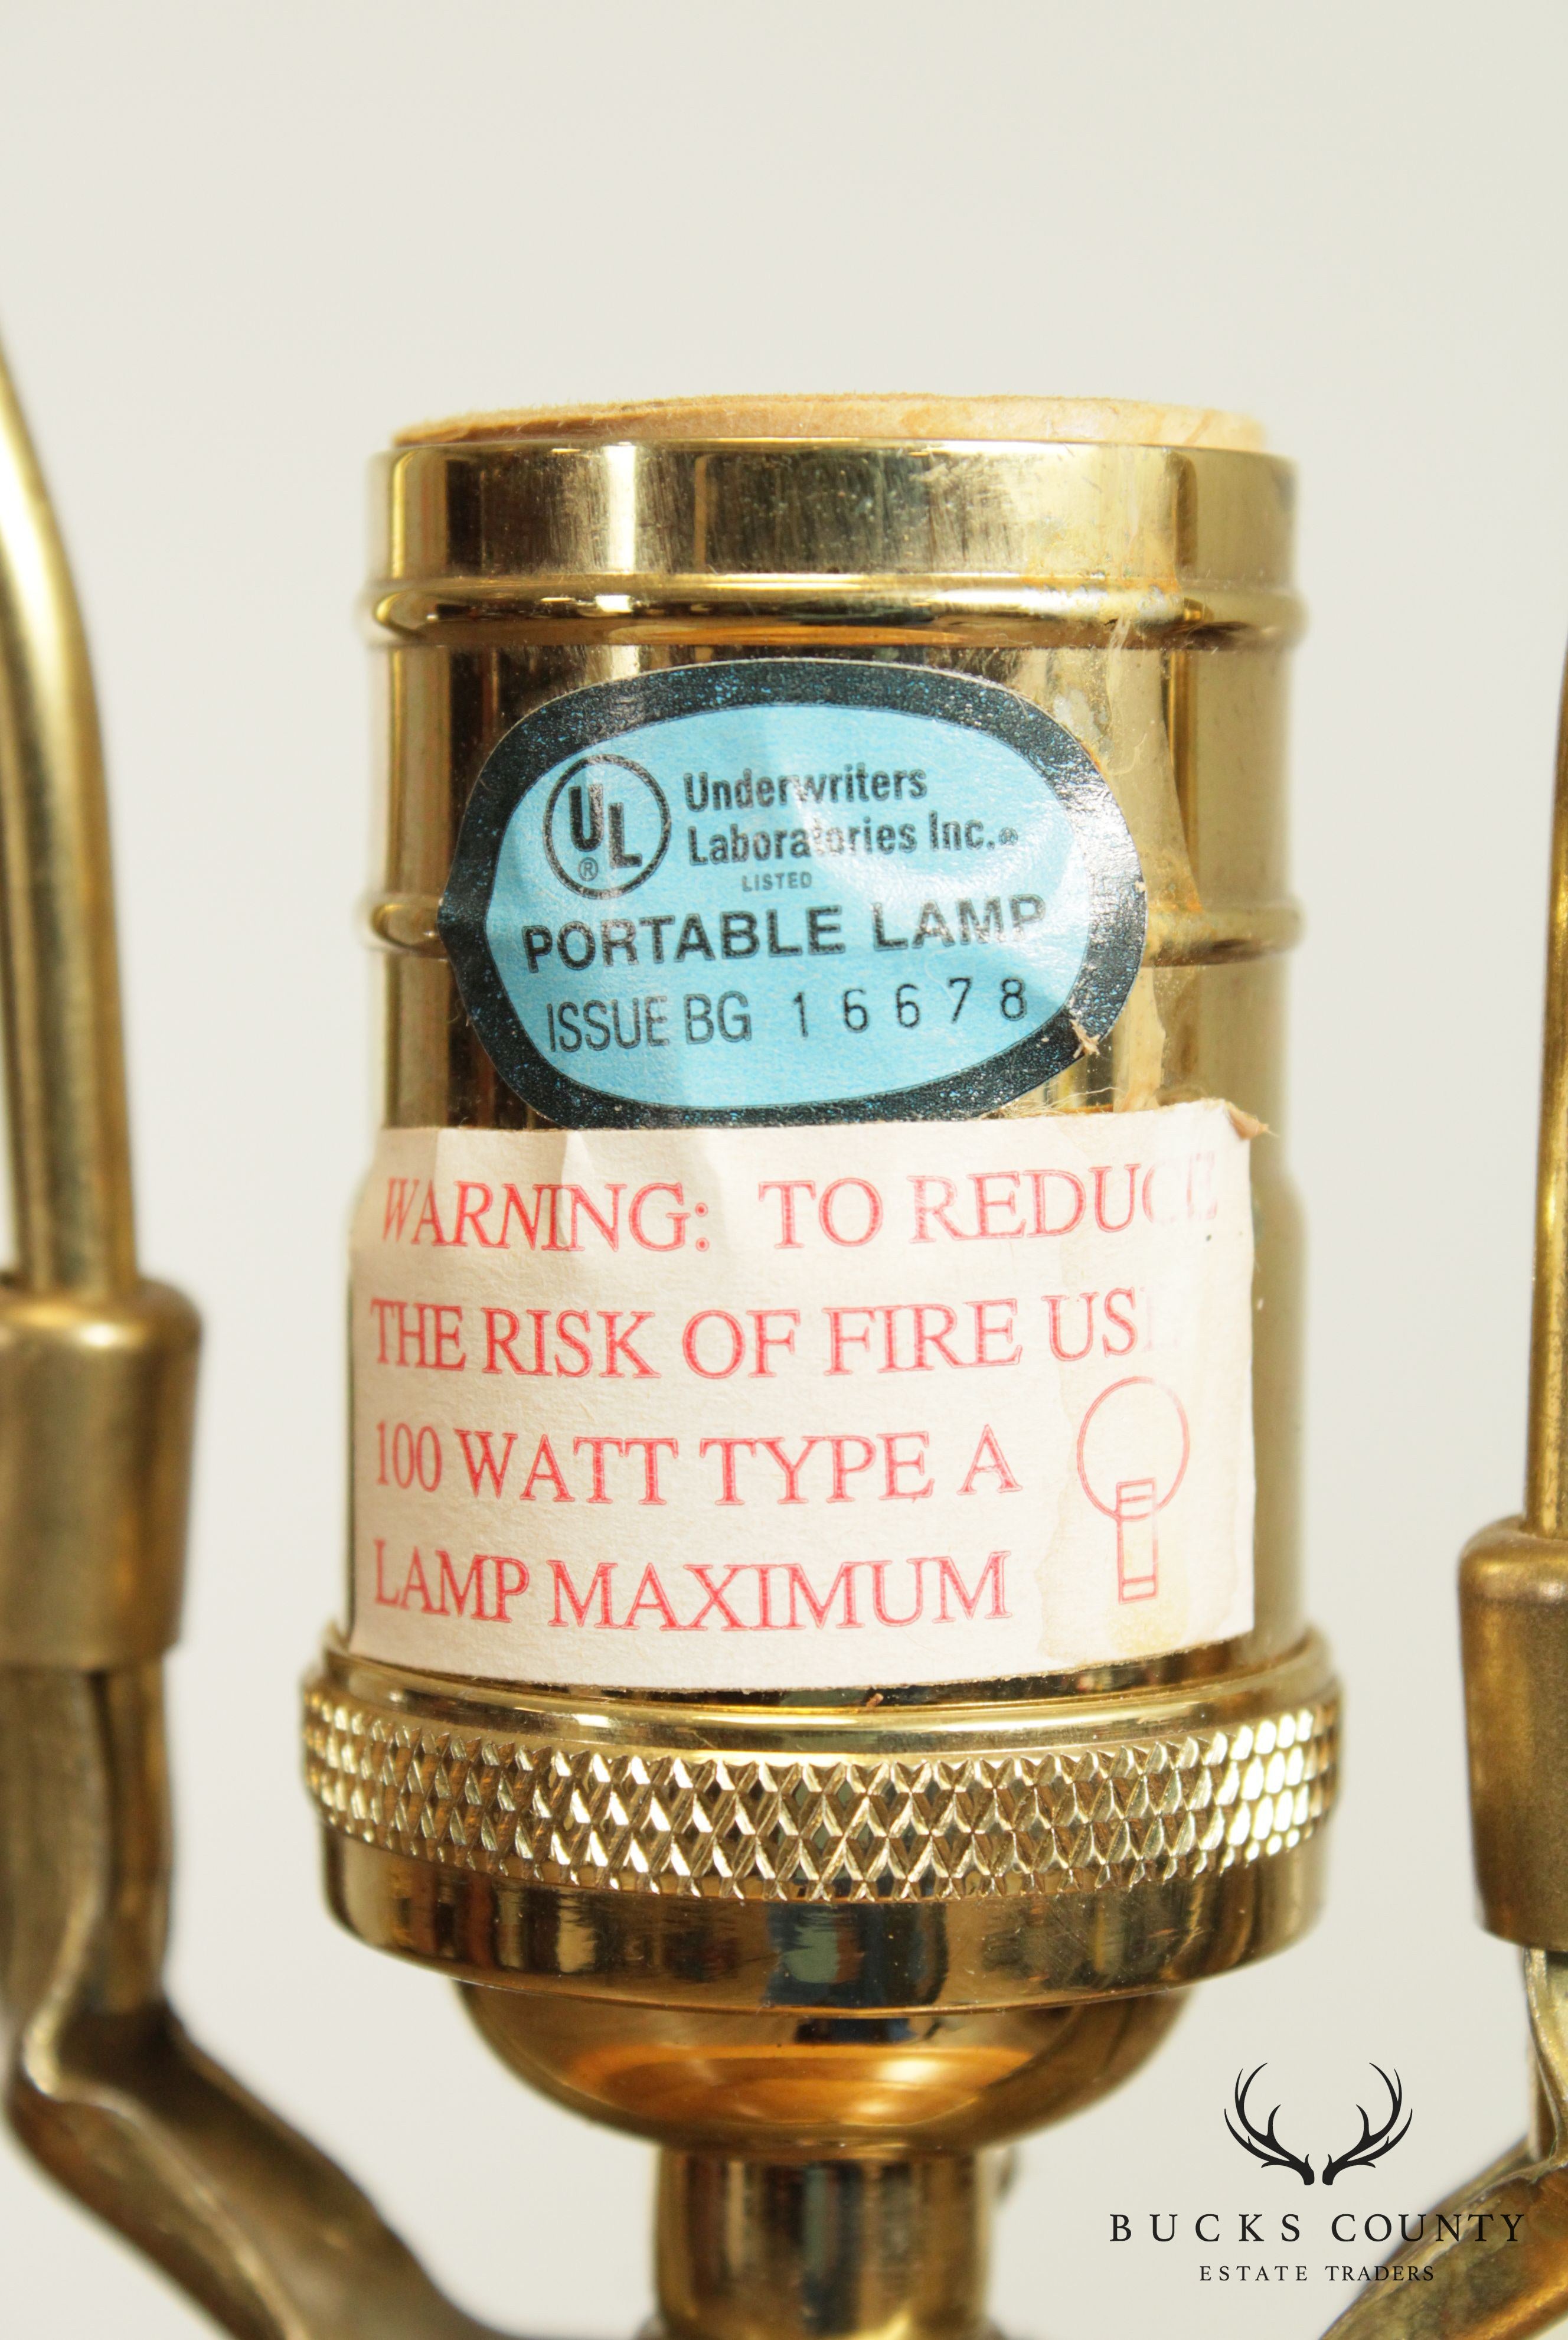 UL®
Underwriters
Laboratories Inc.®
LISTED
PORTABLE LAMP
ISSUE BG 16678
WARNING: TO REDUCE
THE RISK OF FIRE US
100 WATT TYPE A
LAMP MAXIMUM
BUCKS COUNTY
ESTATE TRADERS